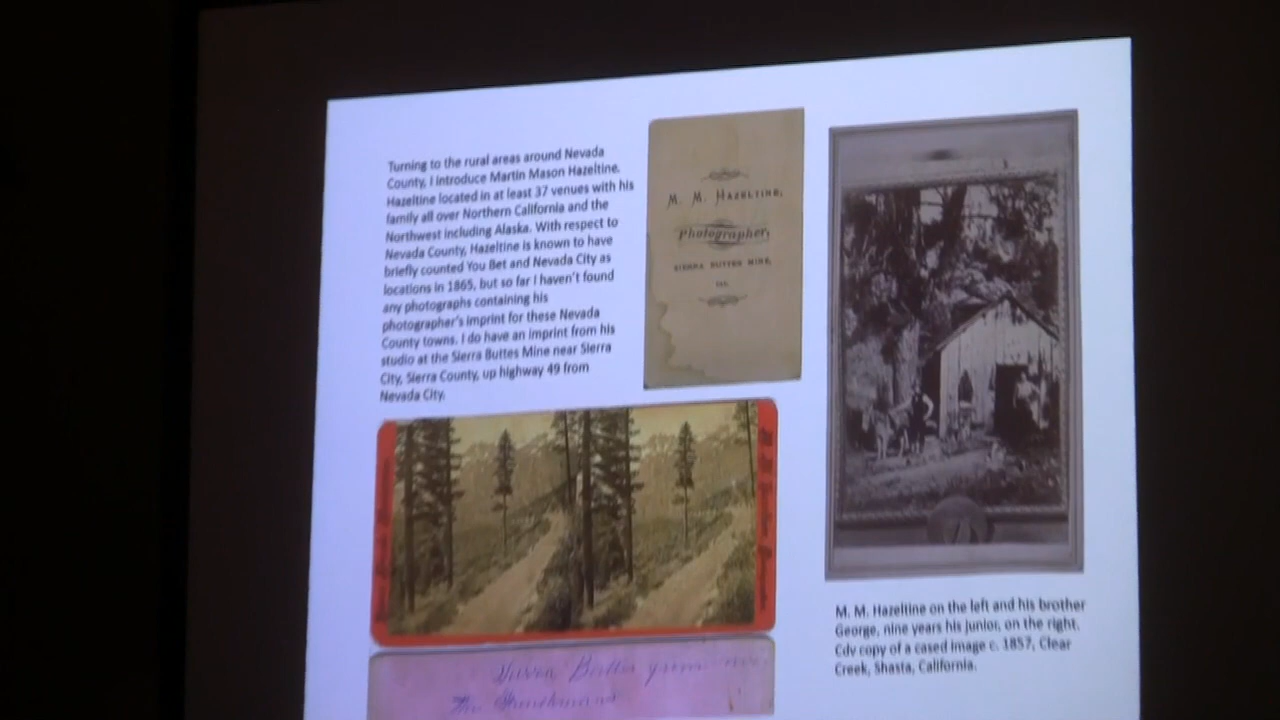 Turning to the rural areas around Nevada
County, I introduce Martin Mason Hazeltine.
Hazeltine located in at least 37 venues with his
family all over Northern California and the
Northwest including Alaska. With respect to
Nevada County, Hazeltine is known to have
briefly counted You Bet and Nevada City as
locations in 1865, but so far I haven't found
any photographs containing his
photographer's imprint for these Nevada
County towns. I do have an imprint from his
studio at the Sierra Buttes Mine near Sierra
City, Sierra County, up highway 49 from
Nevada City.
M. M. HAZELTINE,
Photographer,
SIERRA BUTTES MINE,
CAL.
M. M. Hazeltine on the left and his brother
George, nine years his junior, on the right.
Cdv copy of a cased image c. 1857, Clear
Creek, Shasta, California.